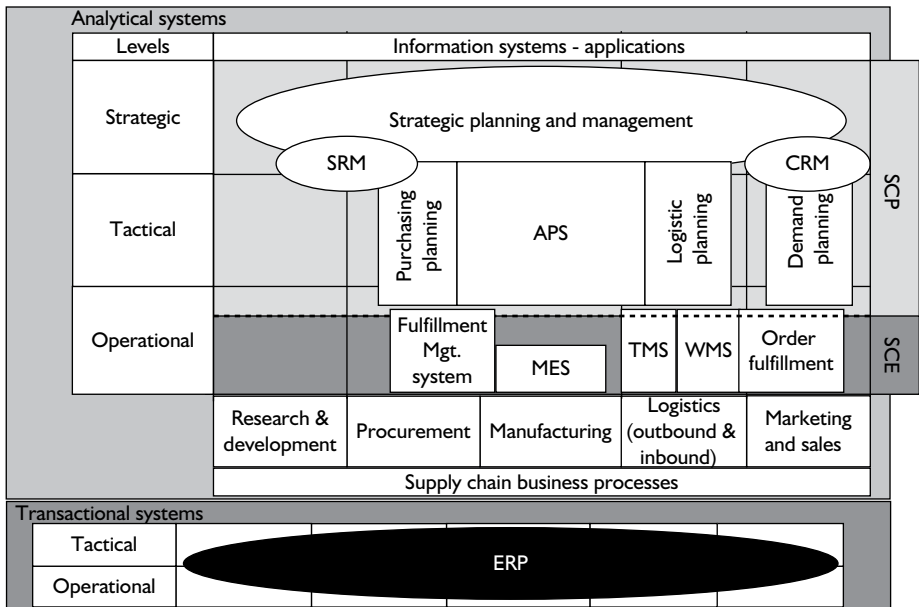 Analytical systems
Levels
Information systems - applications
Strategic
Strategic planning and management
SRM
CRM
SCP
Tactical
Purchasing
planning
APS
Logistic
planning
Demand
planning
Operational
Fulfillment
Mgt.
system
MES
TMS
WMS
Order
fulfillment
SCE
Research &
development
Procurement
Manufacturing
Logistics
(outbound &
inbound)
Marketing
and sales
Supply chain business processes
Transactional systems
Tactical
ERP
Operational